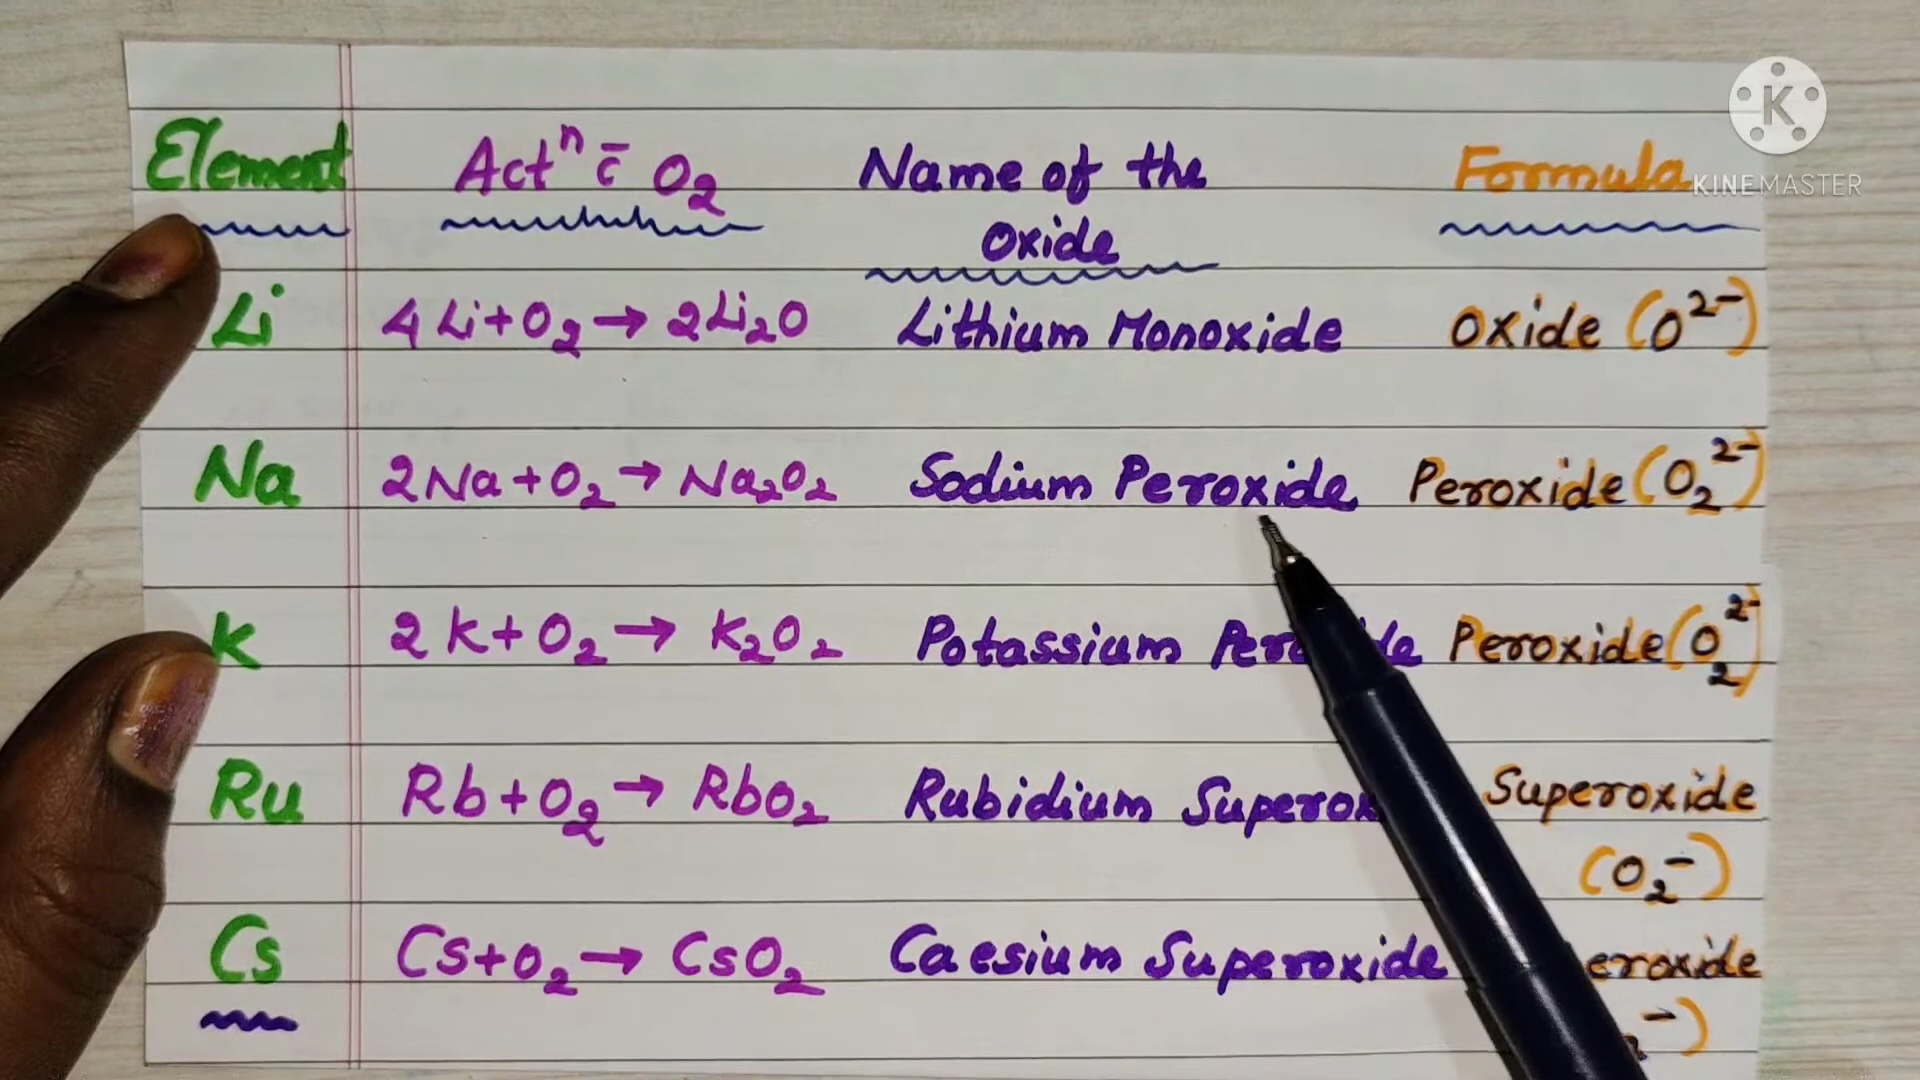 Element Actⁿ c̄ O₂ Name of the Oxide Formula
KINEMASTER
Li 4Li+O₂→2Li₂O Lithium Monoxide Oxide (O²⁻)
Na 2Na+O₂→Na₂O₂ Sodium Peroxide Peroxide (O₂²⁻)
K 2K+O₂→K₂O₂ Potassium Peroxide (O₂²⁻)
Ru Rb+O₂→RbO₂ Rubidium Superoxide
(O₂⁻)
Cs Cs+O₂→CsO₂ Caesium Superoxide